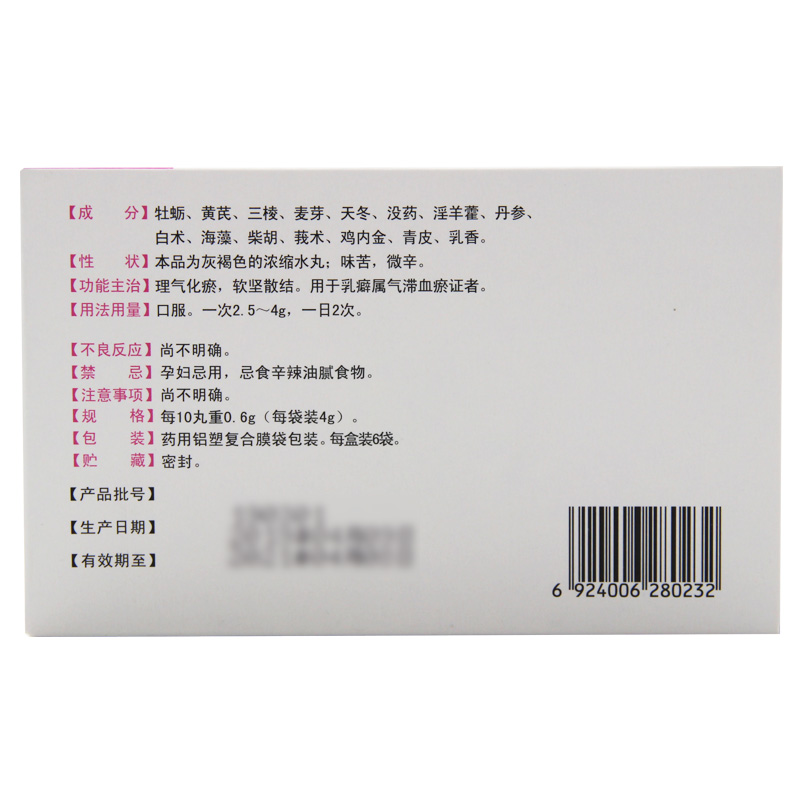 【成　分】牡蛎、黄芪、三棱、麦芽、天冬、没药、淫羊藿、丹参、
白术、海藻、柴胡、莪术、鸡内金、青皮、乳香。
【性　状】本品为灰褐色的浓缩水丸；味苦，微辛。
【功能主治】理气化瘀，软坚散结。用于乳癖属气滞血瘀证者。
【用法用量】口服。一次2.5～4g，一日2次。
【不良反应】尚不明确。
【禁　忌】孕妇忌用，忌食辛辣油腻食物。
【注意事项】尚不明确。
【规　格】每10丸重0.6g（每袋装4g）。
【包　装】药用铝塑复合膜袋包装。每盒装6袋。
【贮　藏】密封。
【产品批号】
【生产日期】
【有效期至】
6 924006 280232